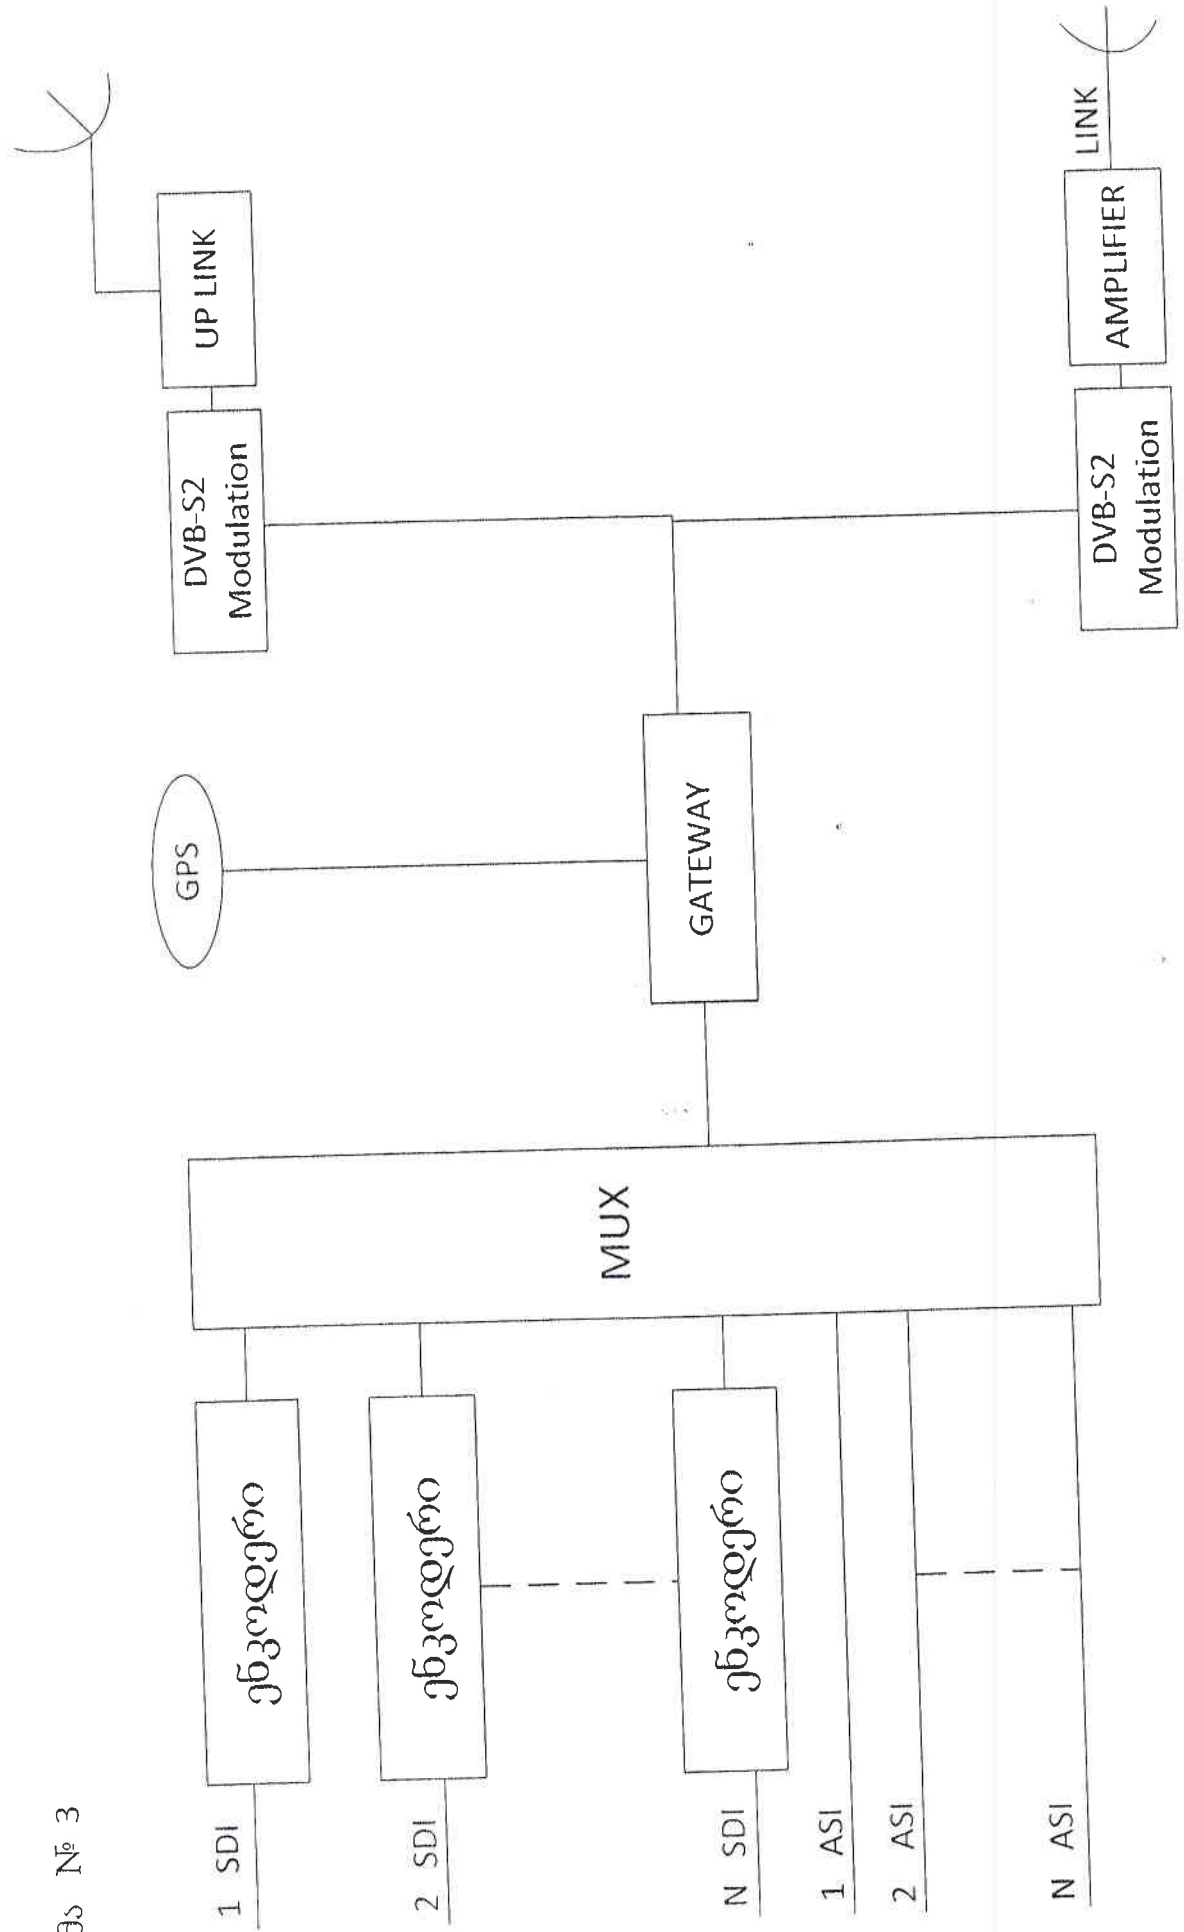 მა № 3
1 SDI
ენკოდერი
2 SDI
ენკოდერი
N SDI
ენკოდერი
1 ASI
2 ASI
N ASI
MUX
GPS
GATEWAY
DVB-S2
Modulation
UP LINK
DVB-S2
Modulation
AMPLIFIER
LINK